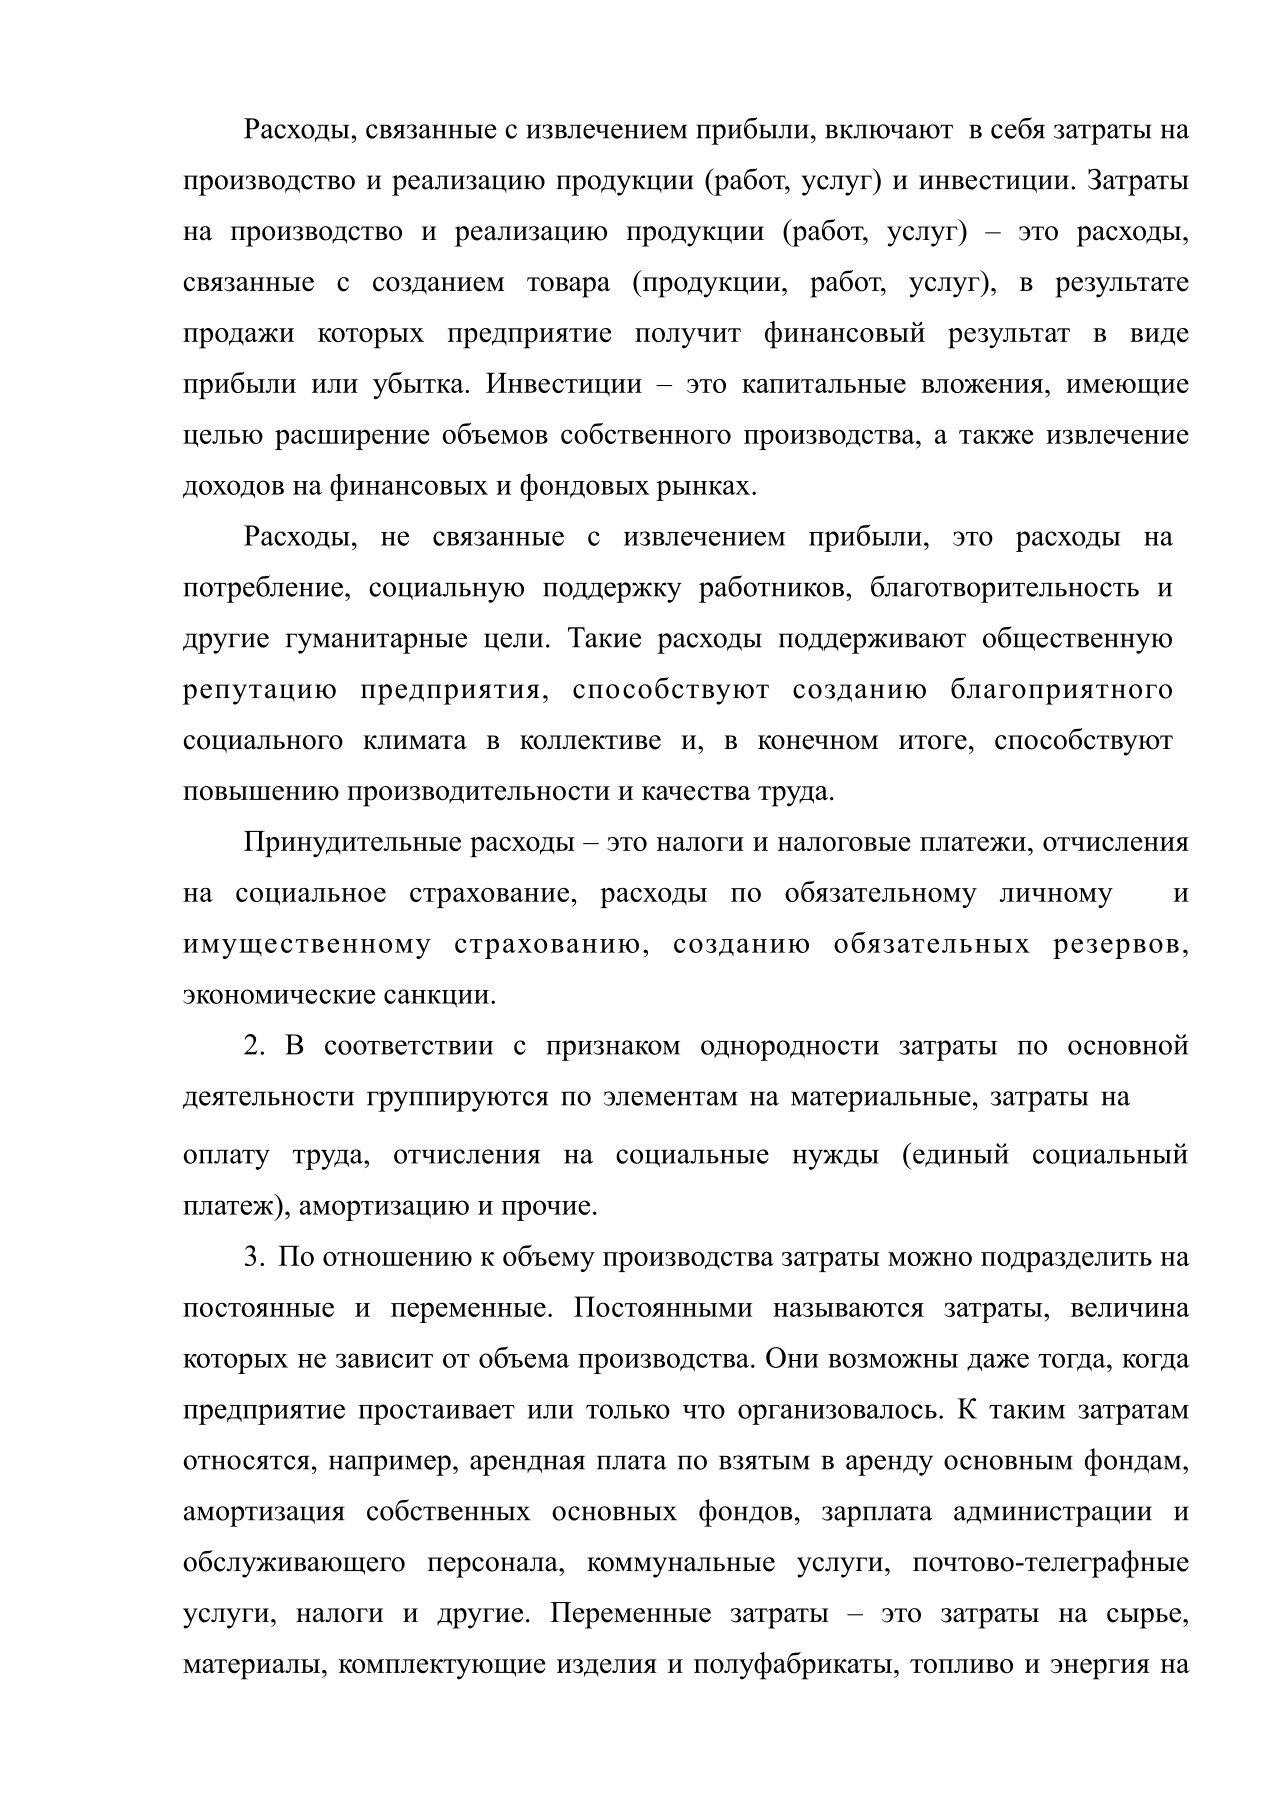 Расходы, связанные с извлечением прибыли, включают  в себя затраты на
производство и реализацию продукции (работ, услуг) и инвестиции. Затраты
на производство и реализацию продукции (работ, услуг) – это расходы,
связанные с созданием товара (продукции, работ, услуг), в результате
продажи которых предприятие получит финансовый результат в виде
прибыли или убытка. Инвестиции – это капитальные вложения, имеющие
целью расширение объемов собственного производства, а также извлечение
доходов на финансовых и фондовых рынках.
Расходы, не связанные с извлечением прибыли, это расходы на
потребление, социальную поддержку работников, благотворительность и
другие гуманитарные цели. Такие расходы поддерживают общественную
репутацию предприятия, способствуют созданию благоприятного
социального климата в коллективе и, в конечном итоге, способствуют
повышению производительности и качества труда.
Принудительные расходы – это налоги и налоговые платежи, отчисления
на социальное страхование, расходы по обязательному личному и
имущественному страхованию, созданию обязательных резервов,
экономические санкции.
2. В соответствии с признаком однородности затраты по основной
деятельности группируются по элементам на материальные, затраты на
оплату труда, отчисления на социальные нужды (единый социальный
платеж), амортизацию и прочие.
3. По отношению к объему производства затраты можно подразделить на
постоянные и переменные. Постоянными называются затраты, величина
которых не зависит от объема производства. Они возможны даже тогда, когда
предприятие простаивает или только что организовалось. К таким затратам
относятся, например, арендная плата по взятым в аренду основным фондам,
амортизация собственных основных фондов, зарплата администрации и
обслуживающего персонала, коммунальные услуги, почтово-телеграфные
услуги, налоги и другие. Переменные затраты – это затраты на сырье,
материалы, комплектующие изделия и полуфабрикаты, топливо и энергия на